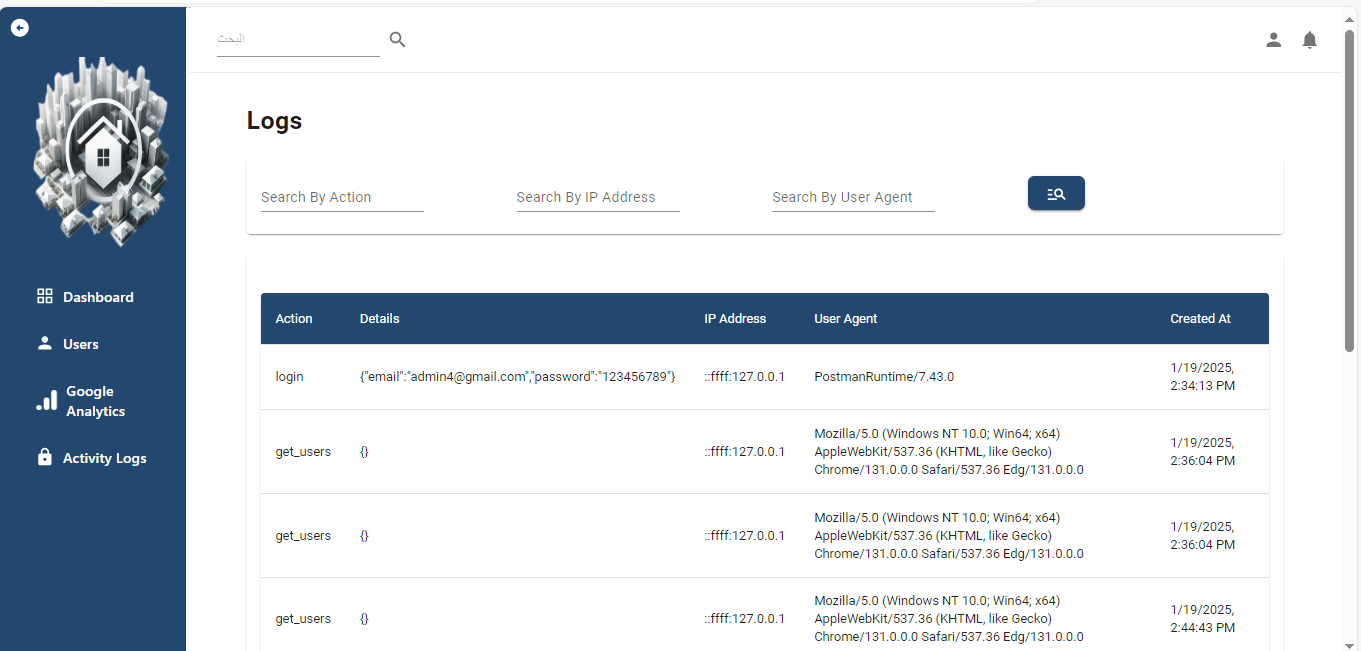 البحث
Dashboard
Users
Google
Analytics
Activity Logs
Logs
Search By Action
Search By IP Address
Search By User Agent
Action Details IP Address User Agent Created At
login {"email":"admin4@gmail.com","password":"123456789"} ::ffff:127.0.0.1 PostmanRuntime/7.43.0 1/19/2025,
2:34:13 PM
get_users {} ::ffff:127.0.0.1 Mozilla/5.0 (Windows NT 10.0; Win64; x64)
AppleWebKit/537.36 (KHTML, like Gecko)
Chrome/131.0.0.0 Safari/537.36 Edg/131.0.0.0
1/19/2025,
2:36:04 PM
get_users {} ::ffff:127.0.0.1 Mozilla/5.0 (Windows NT 10.0; Win64; x64)
AppleWebKit/537.36 (KHTML, like Gecko)
Chrome/131.0.0.0 Safari/537.36 Edg/131.0.0.0
1/19/2025,
2:36:04 PM
get_users {} ::ffff:127.0.0.1 Mozilla/5.0 (Windows NT 10.0; Win64; x64)
AppleWebKit/537.36 (KHTML, like Gecko)
Chrome/131.0.0.0 Safari/537.36 Edg/131.0.0.0
1/19/2025,
2:44:43 PM